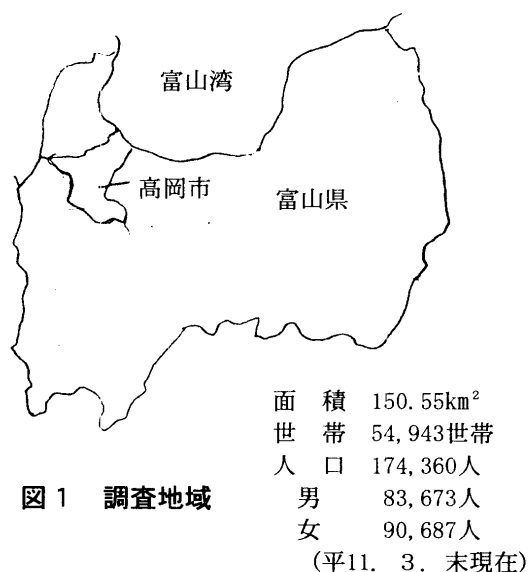 富山湾
高岡市
富山県
面 積 150.55km²
世 帯 54,943世帯
人 口 174,360人
男 83,673人
女 90,687人
(平11. 3. 末現在)
図1 調査地域